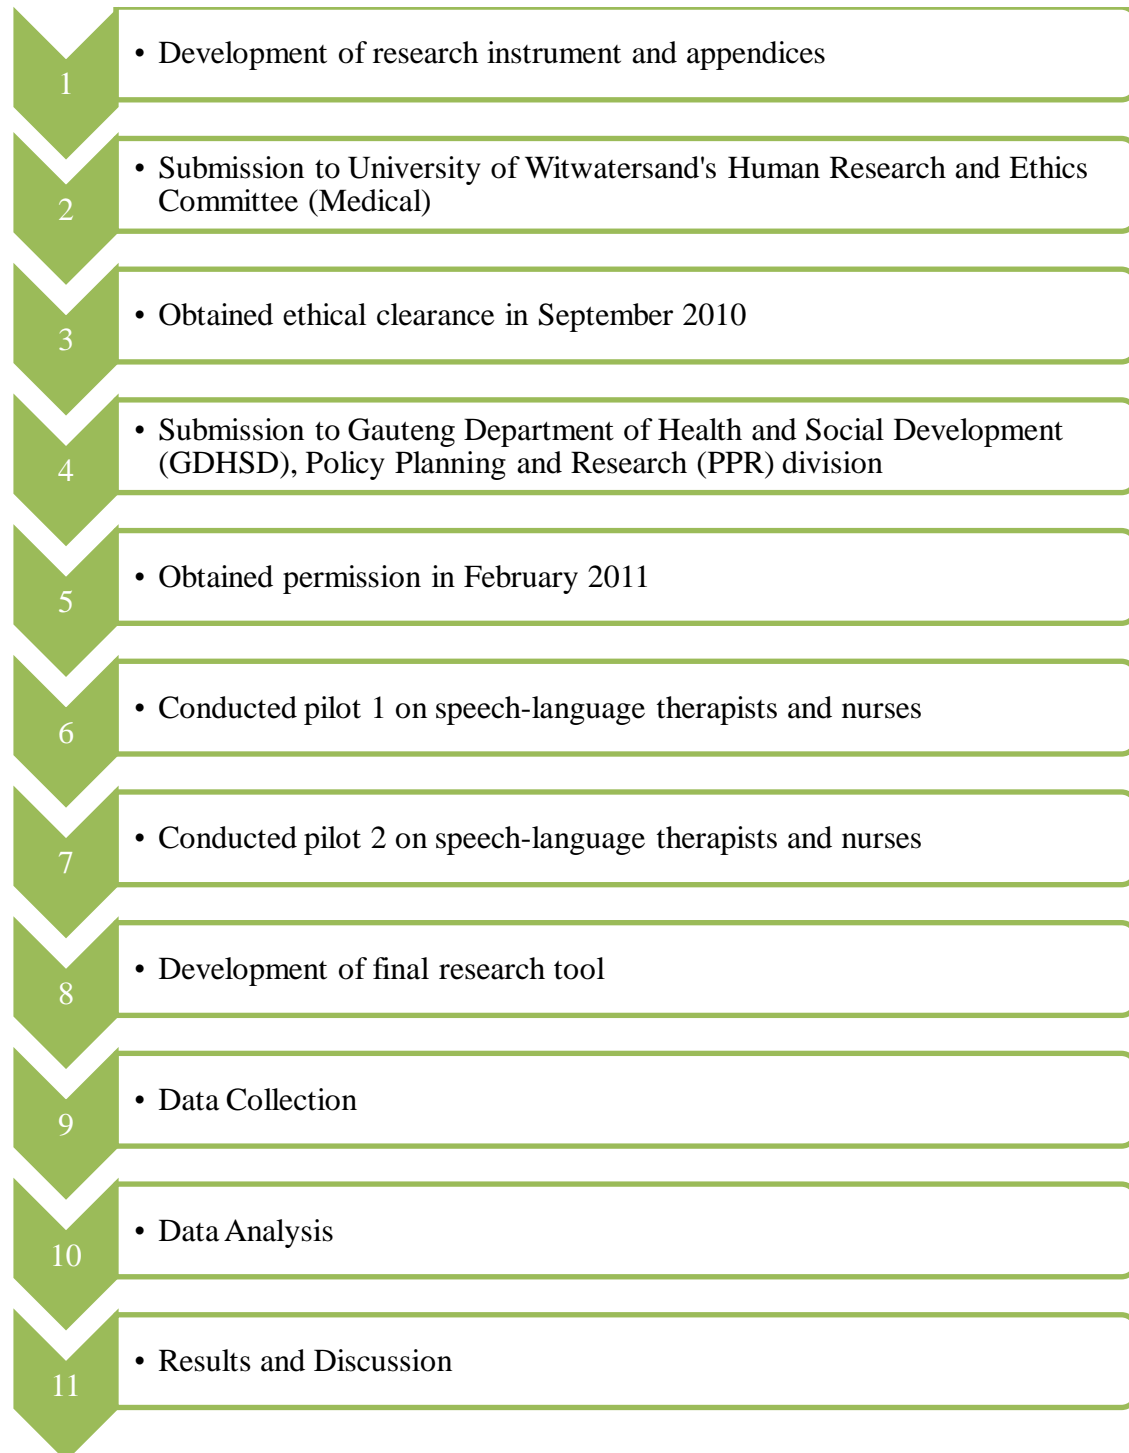 1
• Development of research instrument and appendices
2
• Submission to University of Witwatersand's Human Research and Ethics
Committee (Medical)
3
• Obtained ethical clearance in September 2010
4
• Submission to Gauteng Department of Health and Social Development
(GDHSD), Policy Planning and Research (PPR) division
5
• Obtained permission in February 2011
6
• Conducted pilot 1 on speech-language therapists and nurses
7
• Conducted pilot 2 on speech-language therapists and nurses
8
• Development of final research tool
9
• Data Collection
10
• Data Analysis
11
• Results and Discussion